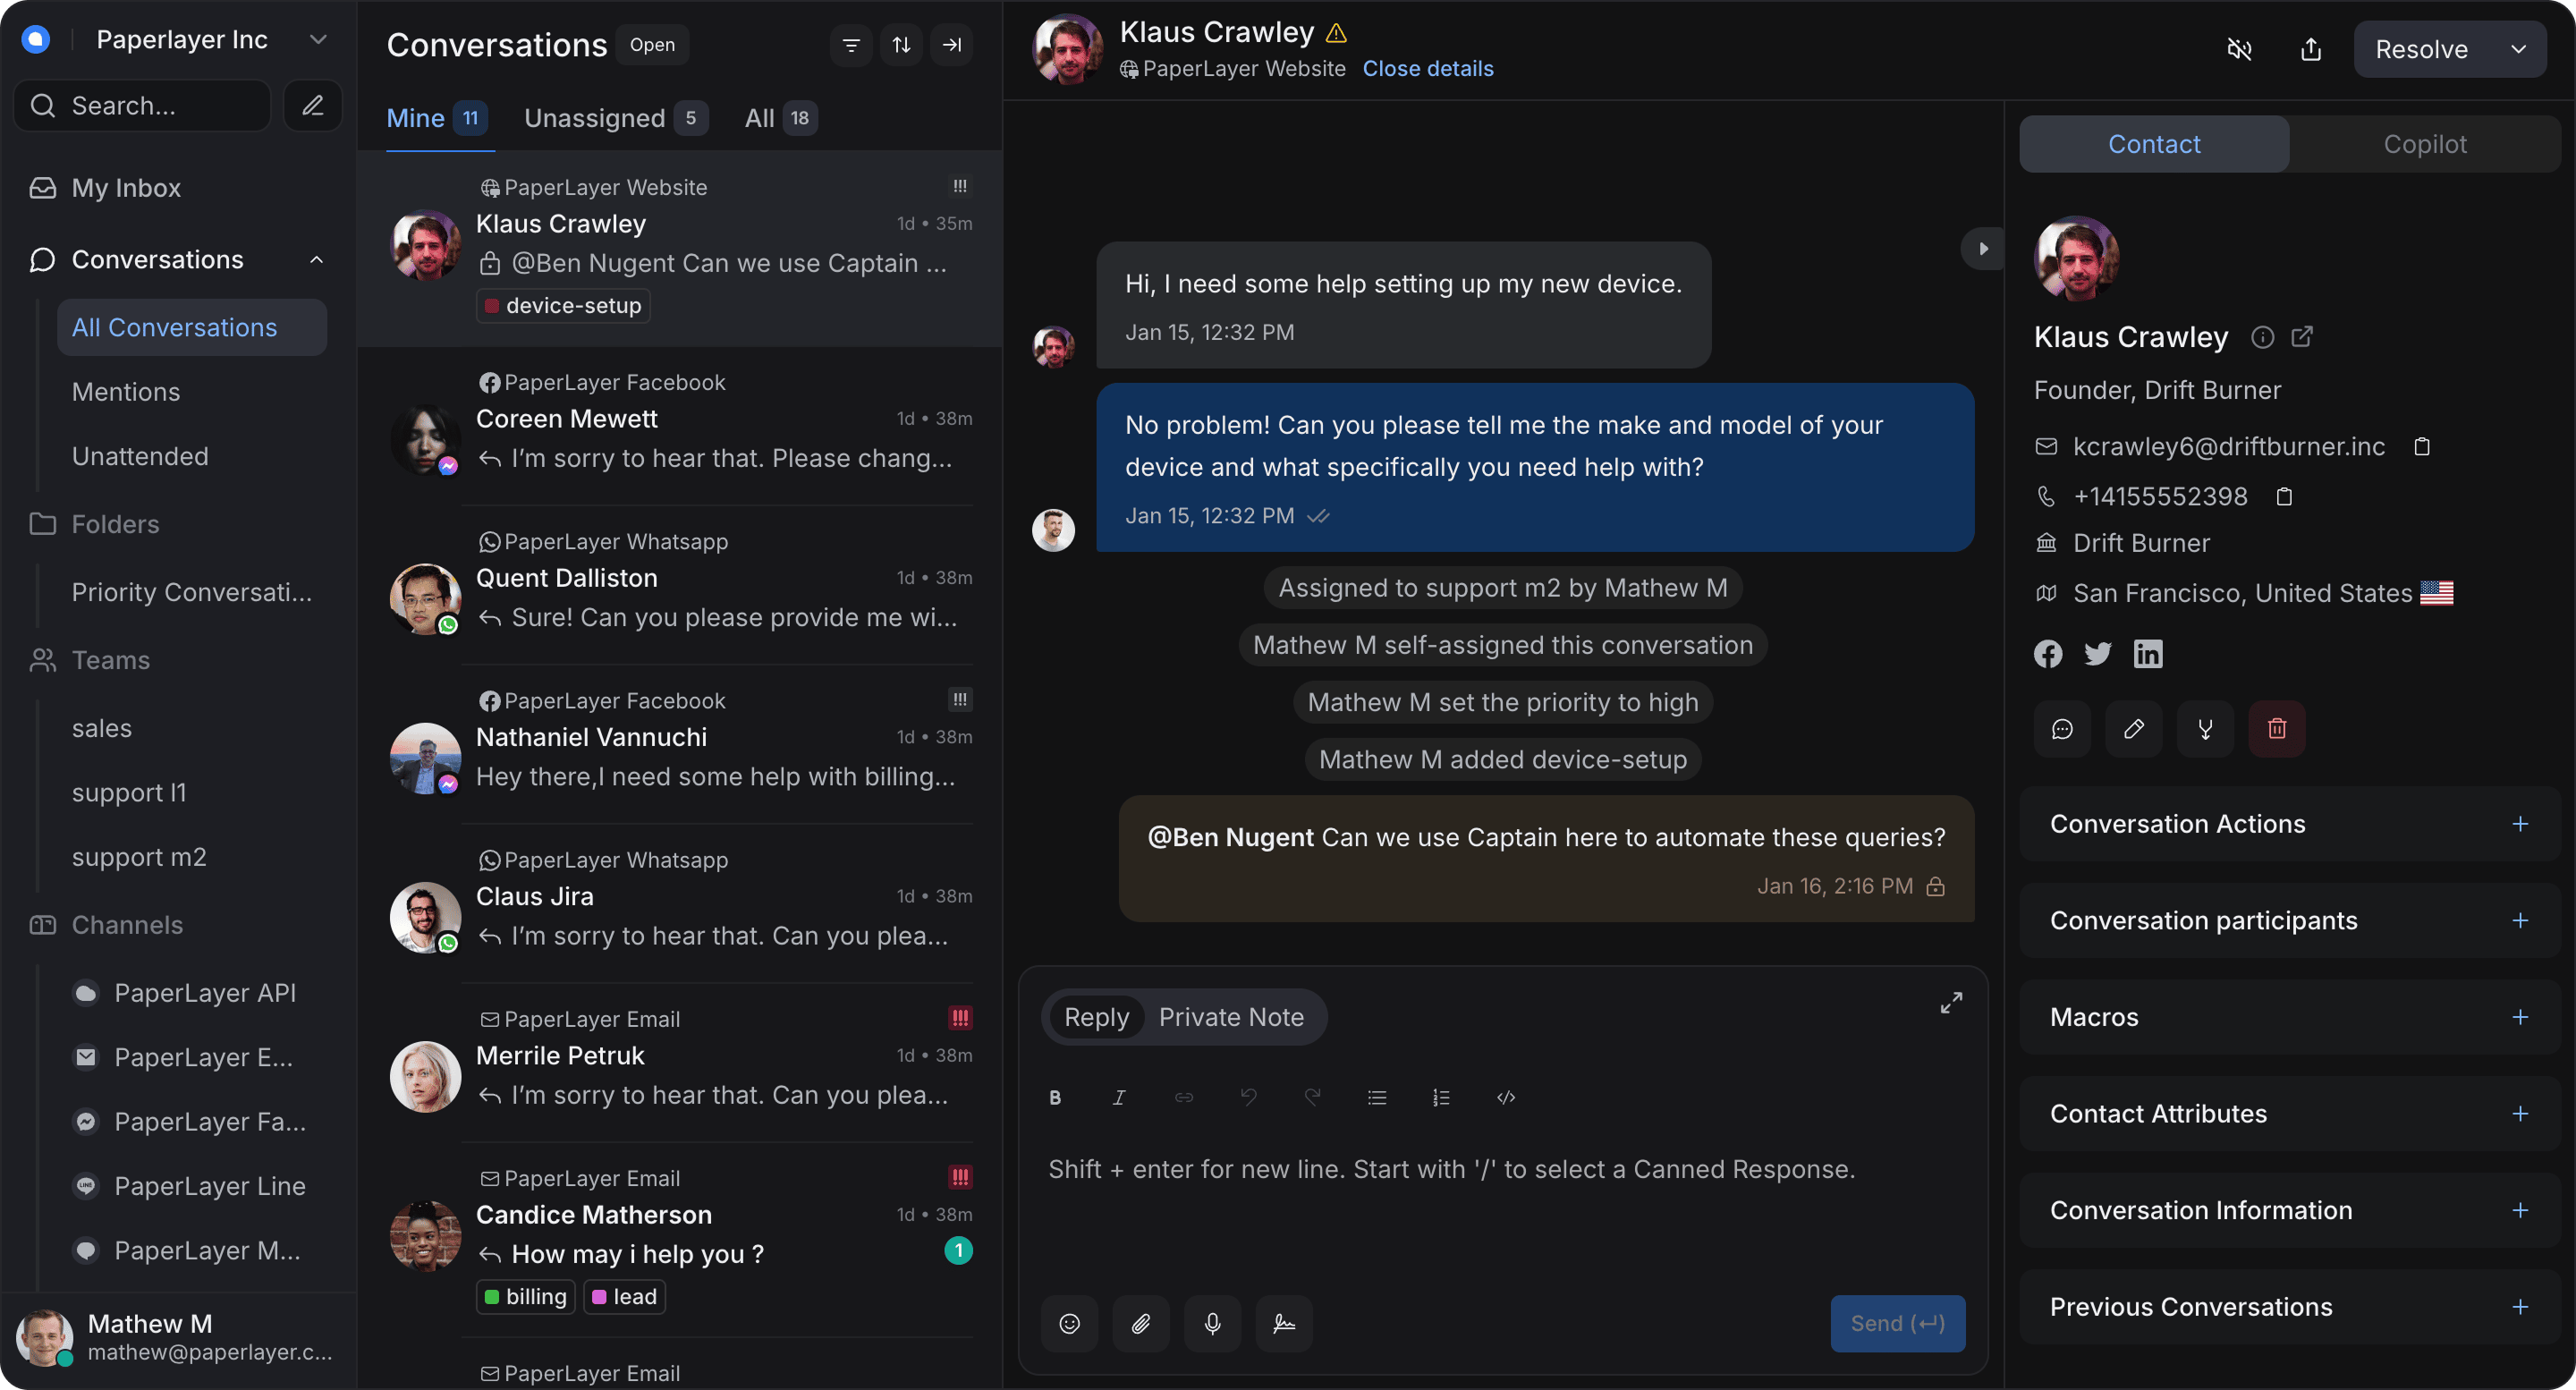 Paperlayer Inc
Search...
My Inbox
Conversations
All Conversations
Mentions
Unattended
Folders
Priority Conversati...
Teams
sales
support l1
support m2
Channels
PaperLayer API
PaperLayer E...
PaperLayer Fa...
PaperLayer Line
PaperLayer M...
Mathew M
mathew@paperlayer.c...
Conversations Open
Mine 11 Unassigned 5 All 18
PaperLayer Website
Klaus Crawley 1d • 35m
@Ben Nugent Can we use Captain ...
device-setup
PaperLayer Facebook
Coreen Mewett 1d • 38m
I’m sorry to hear that. Please chang...
PaperLayer Whatsapp
Quent Dalliston 1d • 38m
Sure! Can you please provide me wi...
PaperLayer Facebook
Nathaniel Vannuchi 1d • 38m
Hey there,I need some help with billing...
PaperLayer Whatsapp
Claus Jira 1d • 38m
I’m sorry to hear that. Can you plea...
PaperLayer Email
Merrile Petruk 1d • 38m
I’m sorry to hear that. Can you plea...
PaperLayer Email
Candice Matherson 1d • 38m
How may i help you ? 1
billing lead
PaperLayer Email
Klaus Crawley
PaperLayer Website Close details
Resolve
Hi, I need some help setting up my new device.
Jan 15, 12:32 PM
No problem! Can you please tell me the make and model of your
device and what specifically you need help with?
Jan 15, 12:32 PM
Assigned to support m2 by Mathew M
Mathew M self-assigned this conversation
Mathew M set the priority to high
Mathew M added device-setup
@Ben Nugent Can we use Captain here to automate these queries?
Jan 16, 2:16 PM
Reply Private Note
Shift + enter for new line. Start with '/' to select a Canned Response.
Send (↵)
Contact Copilot
Klaus Crawley
Founder, Drift Burner
kcrawley6@driftburner.inc
+14155552398
Drift Burner
San Francisco, United States
Conversation Actions
Conversation participants
Macros
Contact Attributes
Conversation Information
Previous Conversations